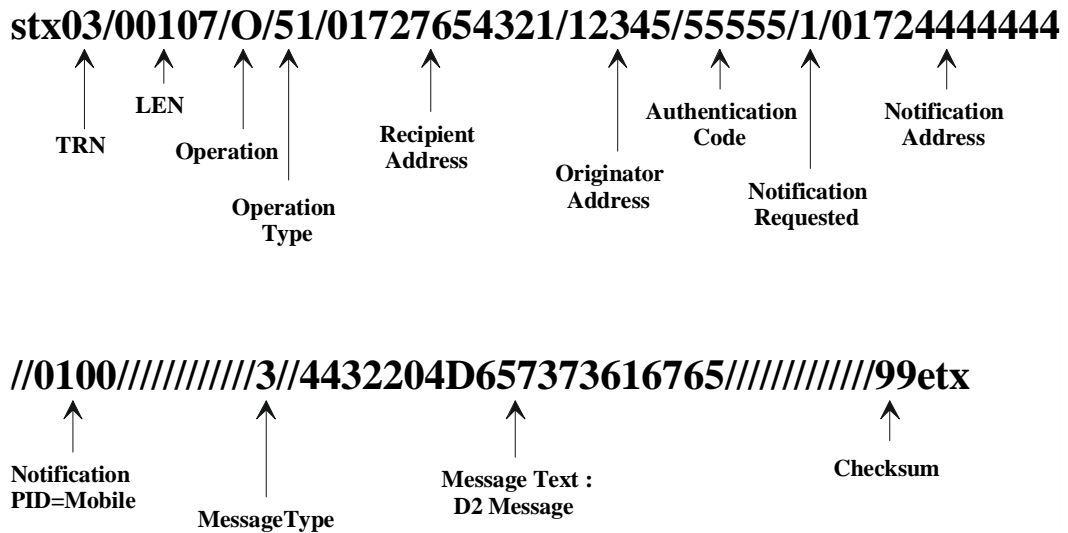 stx03/00107/O/51/01727654321/12345/55555/1/01724444444
TRN
LEN
Operation
Operation
Type
Recipient
Address
Originator
Address
Authentication
Code
Notification
Requested
Notification
Address
//0100////////////3//4432204D657373616765/////////////99etx
Notification
PID=Mobile
MessageType
Message Text :
D2 Message
Checksum